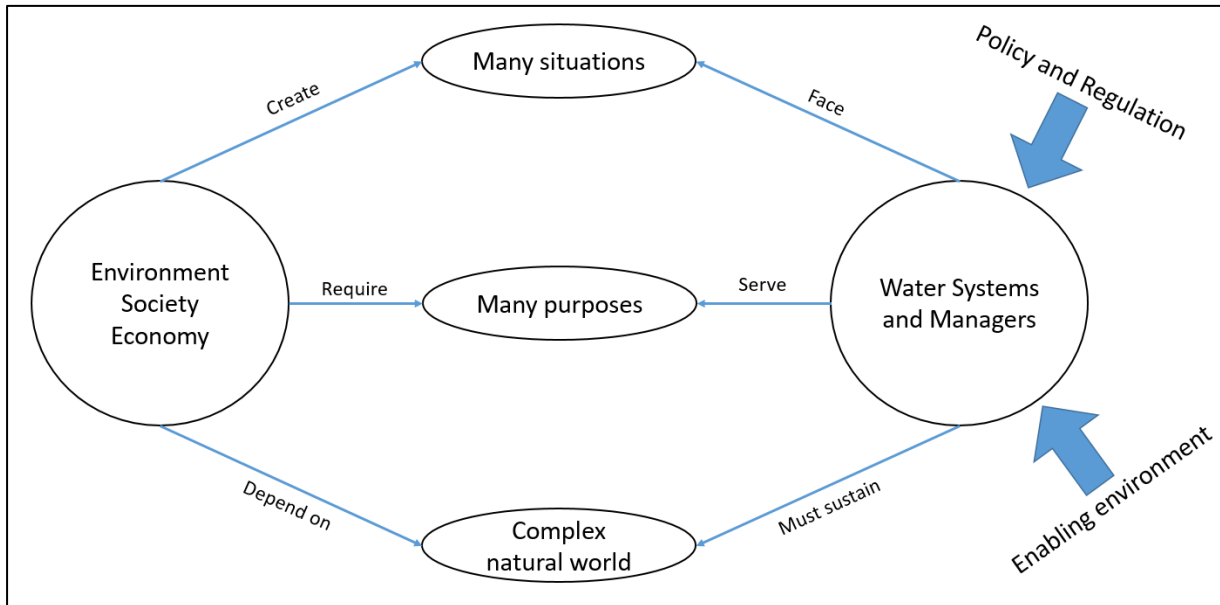 Many situations
Policy and Regulation
Create
Face
Environment
Society
Economy
Require
Many purposes
Serve
Water Systems
and Managers
Depend on
Complex
natural world
Must sustain
Enabling environment